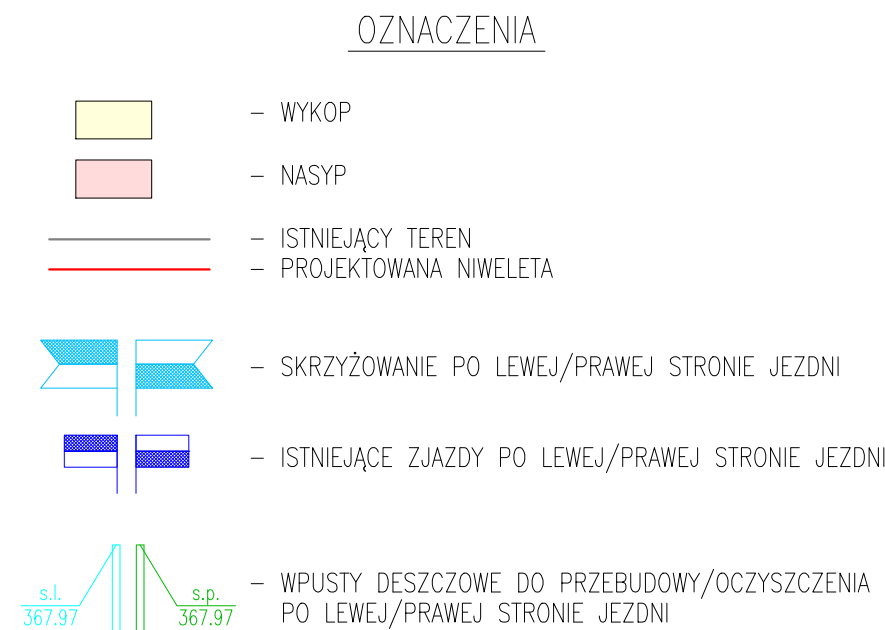 OZNACZENIA
- WYKOP
- NASYP
- ISTNIEJĄCY TEREN
- PROJEKTOWANA NIWELETA
- SKRZYŻOWANIE PO LEWEJ/PRAWEJ STRONIE JEZDNI
- ISTNIEJĄCE ZJAZDY PO LEWEJ/PRAWEJ STRONIE JEZDNI
s.l.
367.97
s.p.
367.97
- WPUSTY DESZCZOWE DO PRZEBUDOWY/OCZYSZCZENIA
PO LEWEJ/PRAWEJ STRONIE JEZDNI